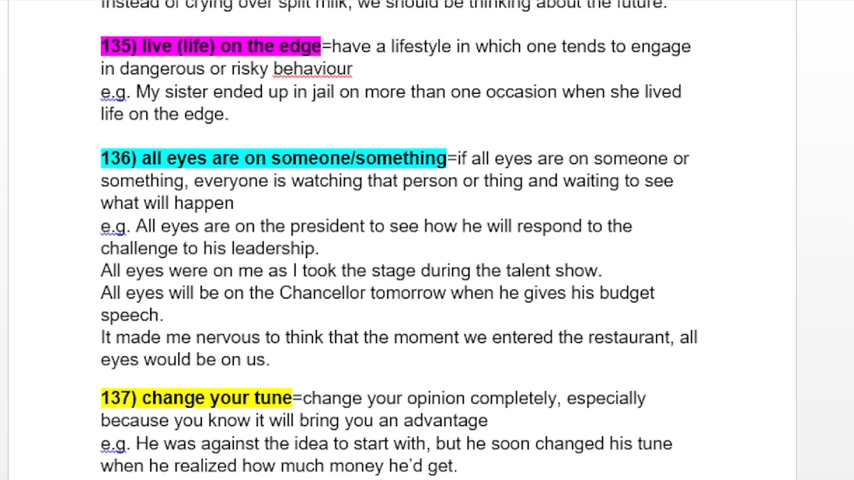 instead of crying over spilt milk, we should be thinking about the future.
135) live (life) on the edge=have a lifestyle in which one tends to engage
in dangerous or risky behaviour
e.g. My sister ended up in jail on more than one occasion when she lived
life on the edge.
136) all eyes are on someone/something=if all eyes are on someone or
something, everyone is watching that person or thing and waiting to see
what will happen
e.g. All eyes are on the president to see how he will respond to the
challenge to his leadership.
All eyes were on me as I took the stage during the talent show.
All eyes will be on the Chancellor tomorrow when he gives his budget
speech.
It made me nervous to think that the moment we entered the restaurant, all
eyes would be on us.
137) change your tune=change your opinion completely, especially
because you know it will bring you an advantage
e.g. He was against the idea to start with, but he soon changed his tune
when he realized how much money he’d get.